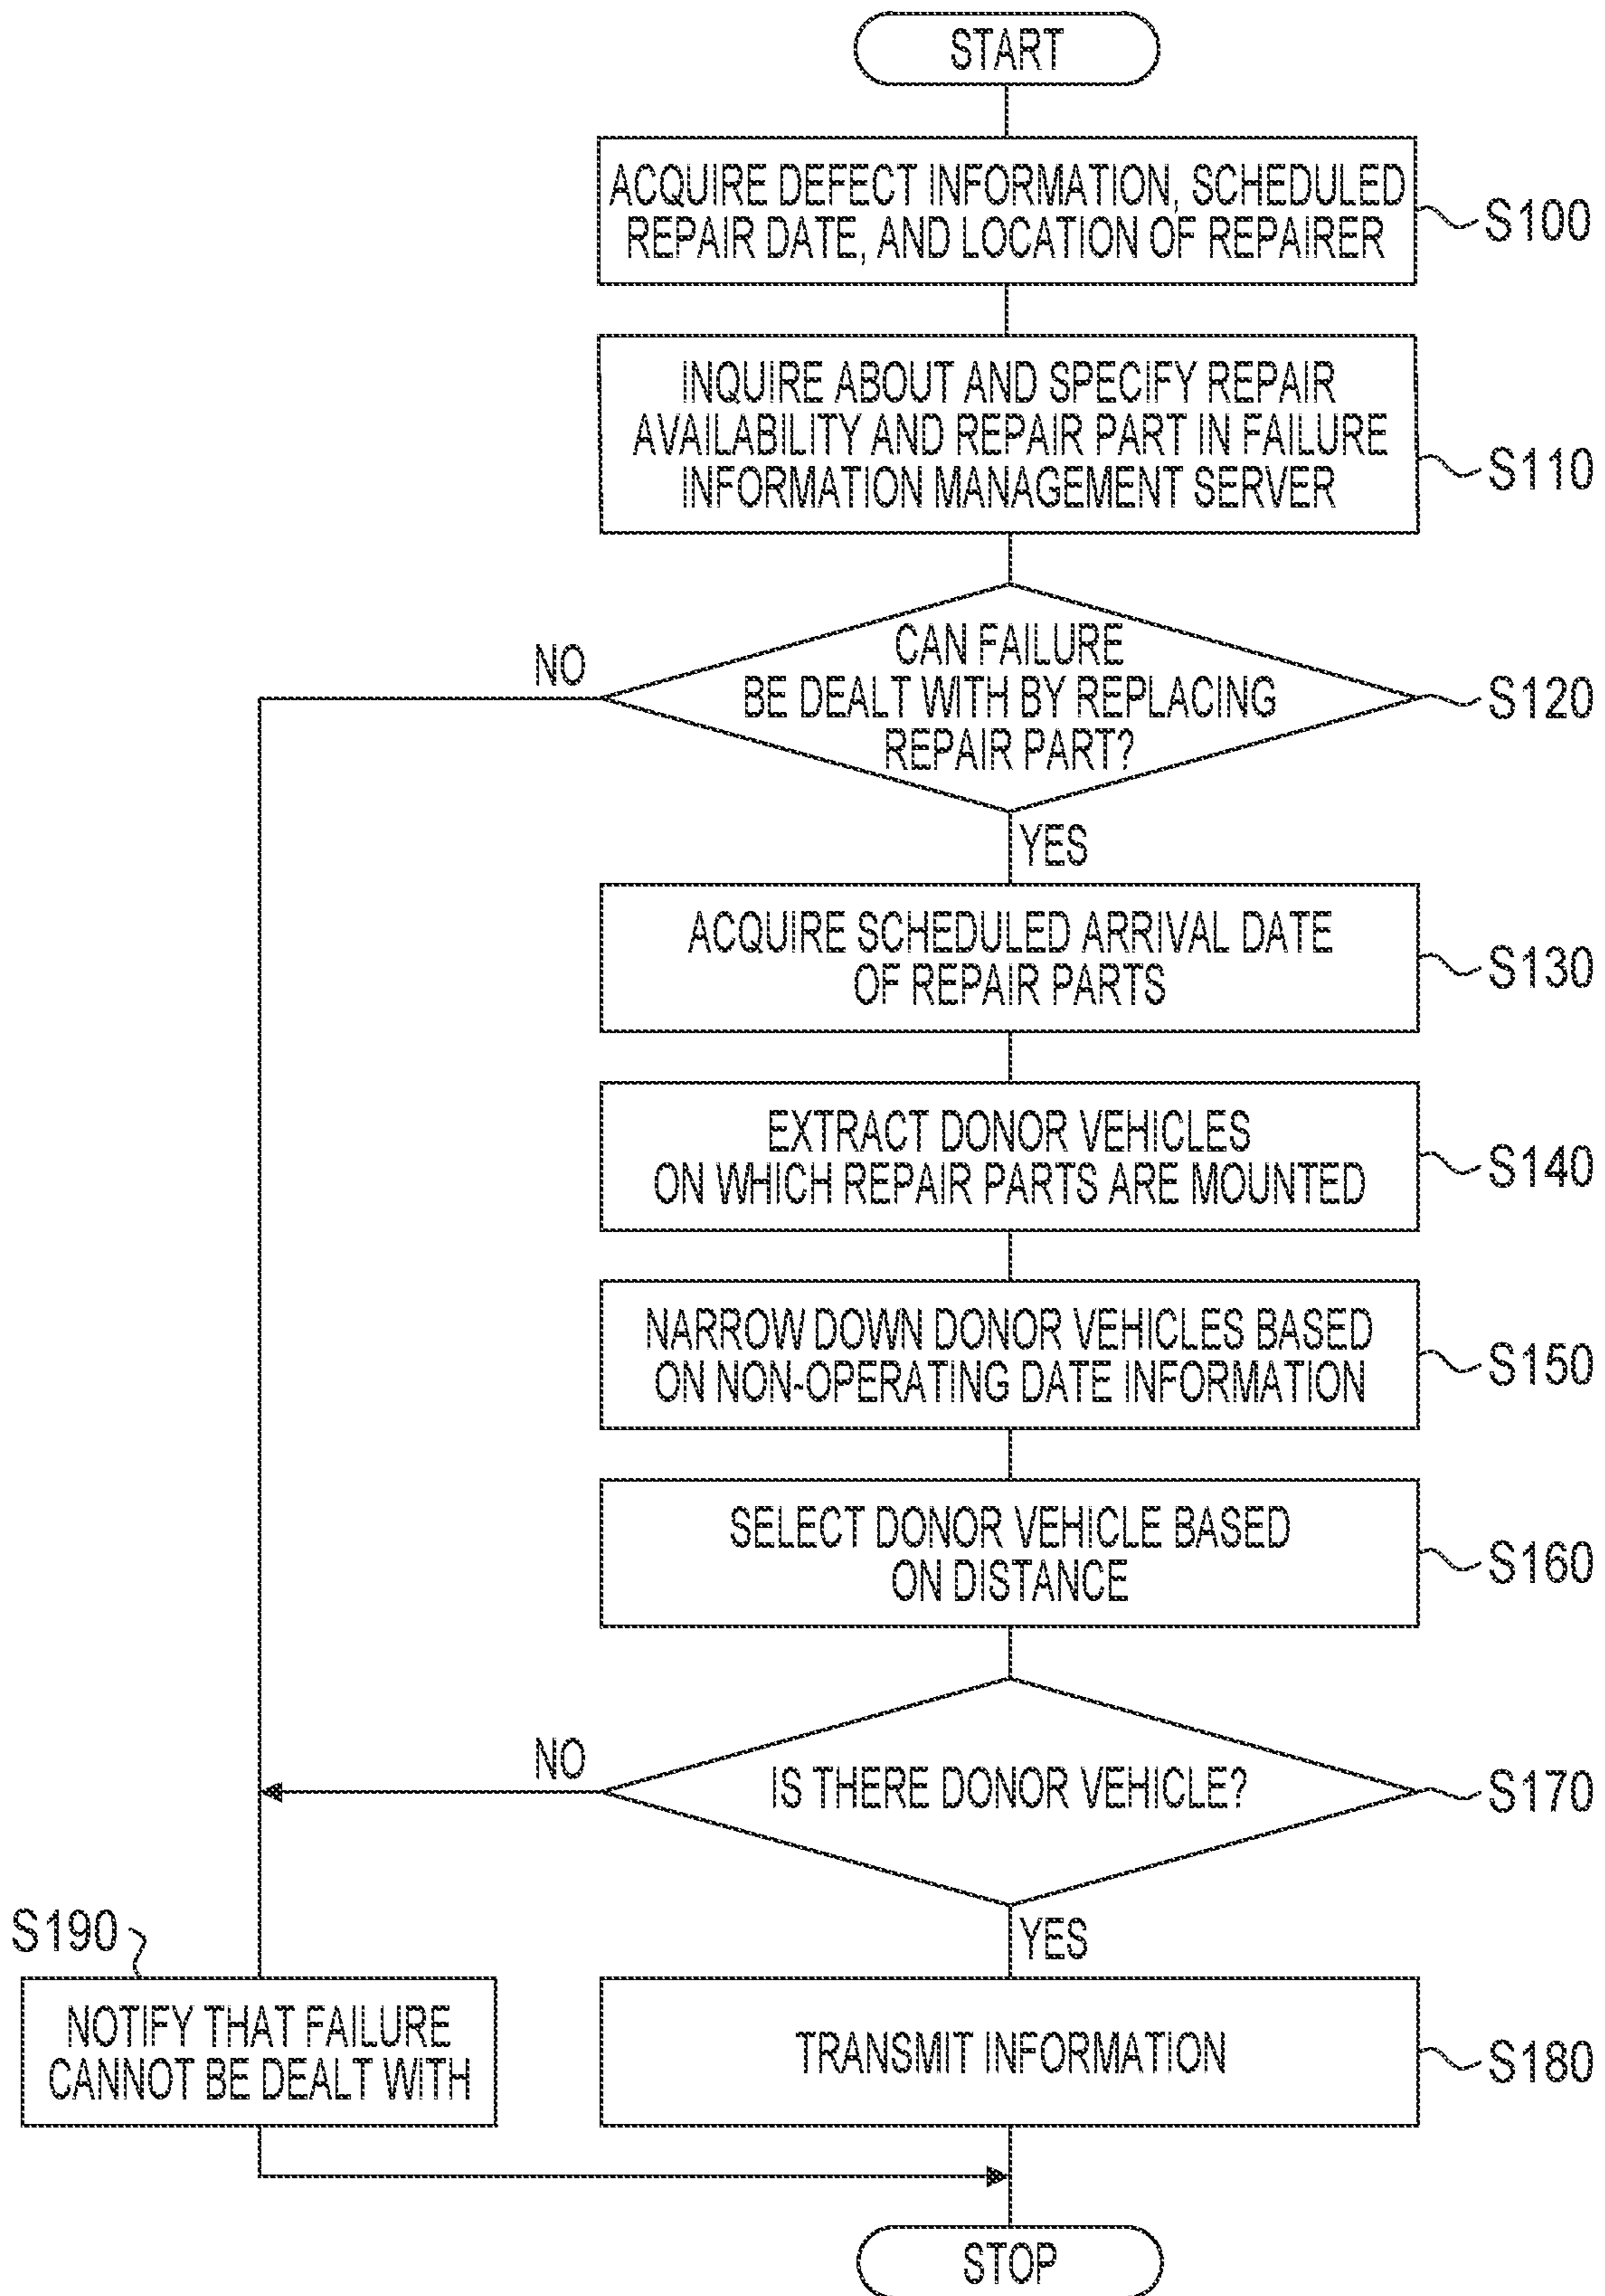 START
ACQUIRE DEFECT INFORMATION, SCHEDULED
REPAIR DATE, AND LOCATION OF REPAIRER
S100
INQUIRE ABOUT AND SPECIFY REPAIR
AVAILABILITY AND REPAIR PART IN FAILURE
INFORMATION MANAGEMENT SERVER
S110
CAN FAILURE
BE DEALT WITH BY REPLACING
REPAIR PART?
S120
NO
YES
ACQUIRE SCHEDULED ARRIVAL DATE
OF REPAIR PARTS
S130
EXTRACT DONOR VEHICLES
ON WHICH REPAIR PARTS ARE MOUNTED
S140
NARROW DOWN DONOR VEHICLES BASED
ON NON-OPERATING DATE INFORMATION
S150
SELECT DONOR VEHICLE BASED
ON DISTANCE
S160
NO
IS THERE DONOR VEHICLE?
S170
YES
S190
NOTIFY THAT FAILURE
CANNOT BE DEALT WITH
TRANSMIT INFORMATION
S180
STOP